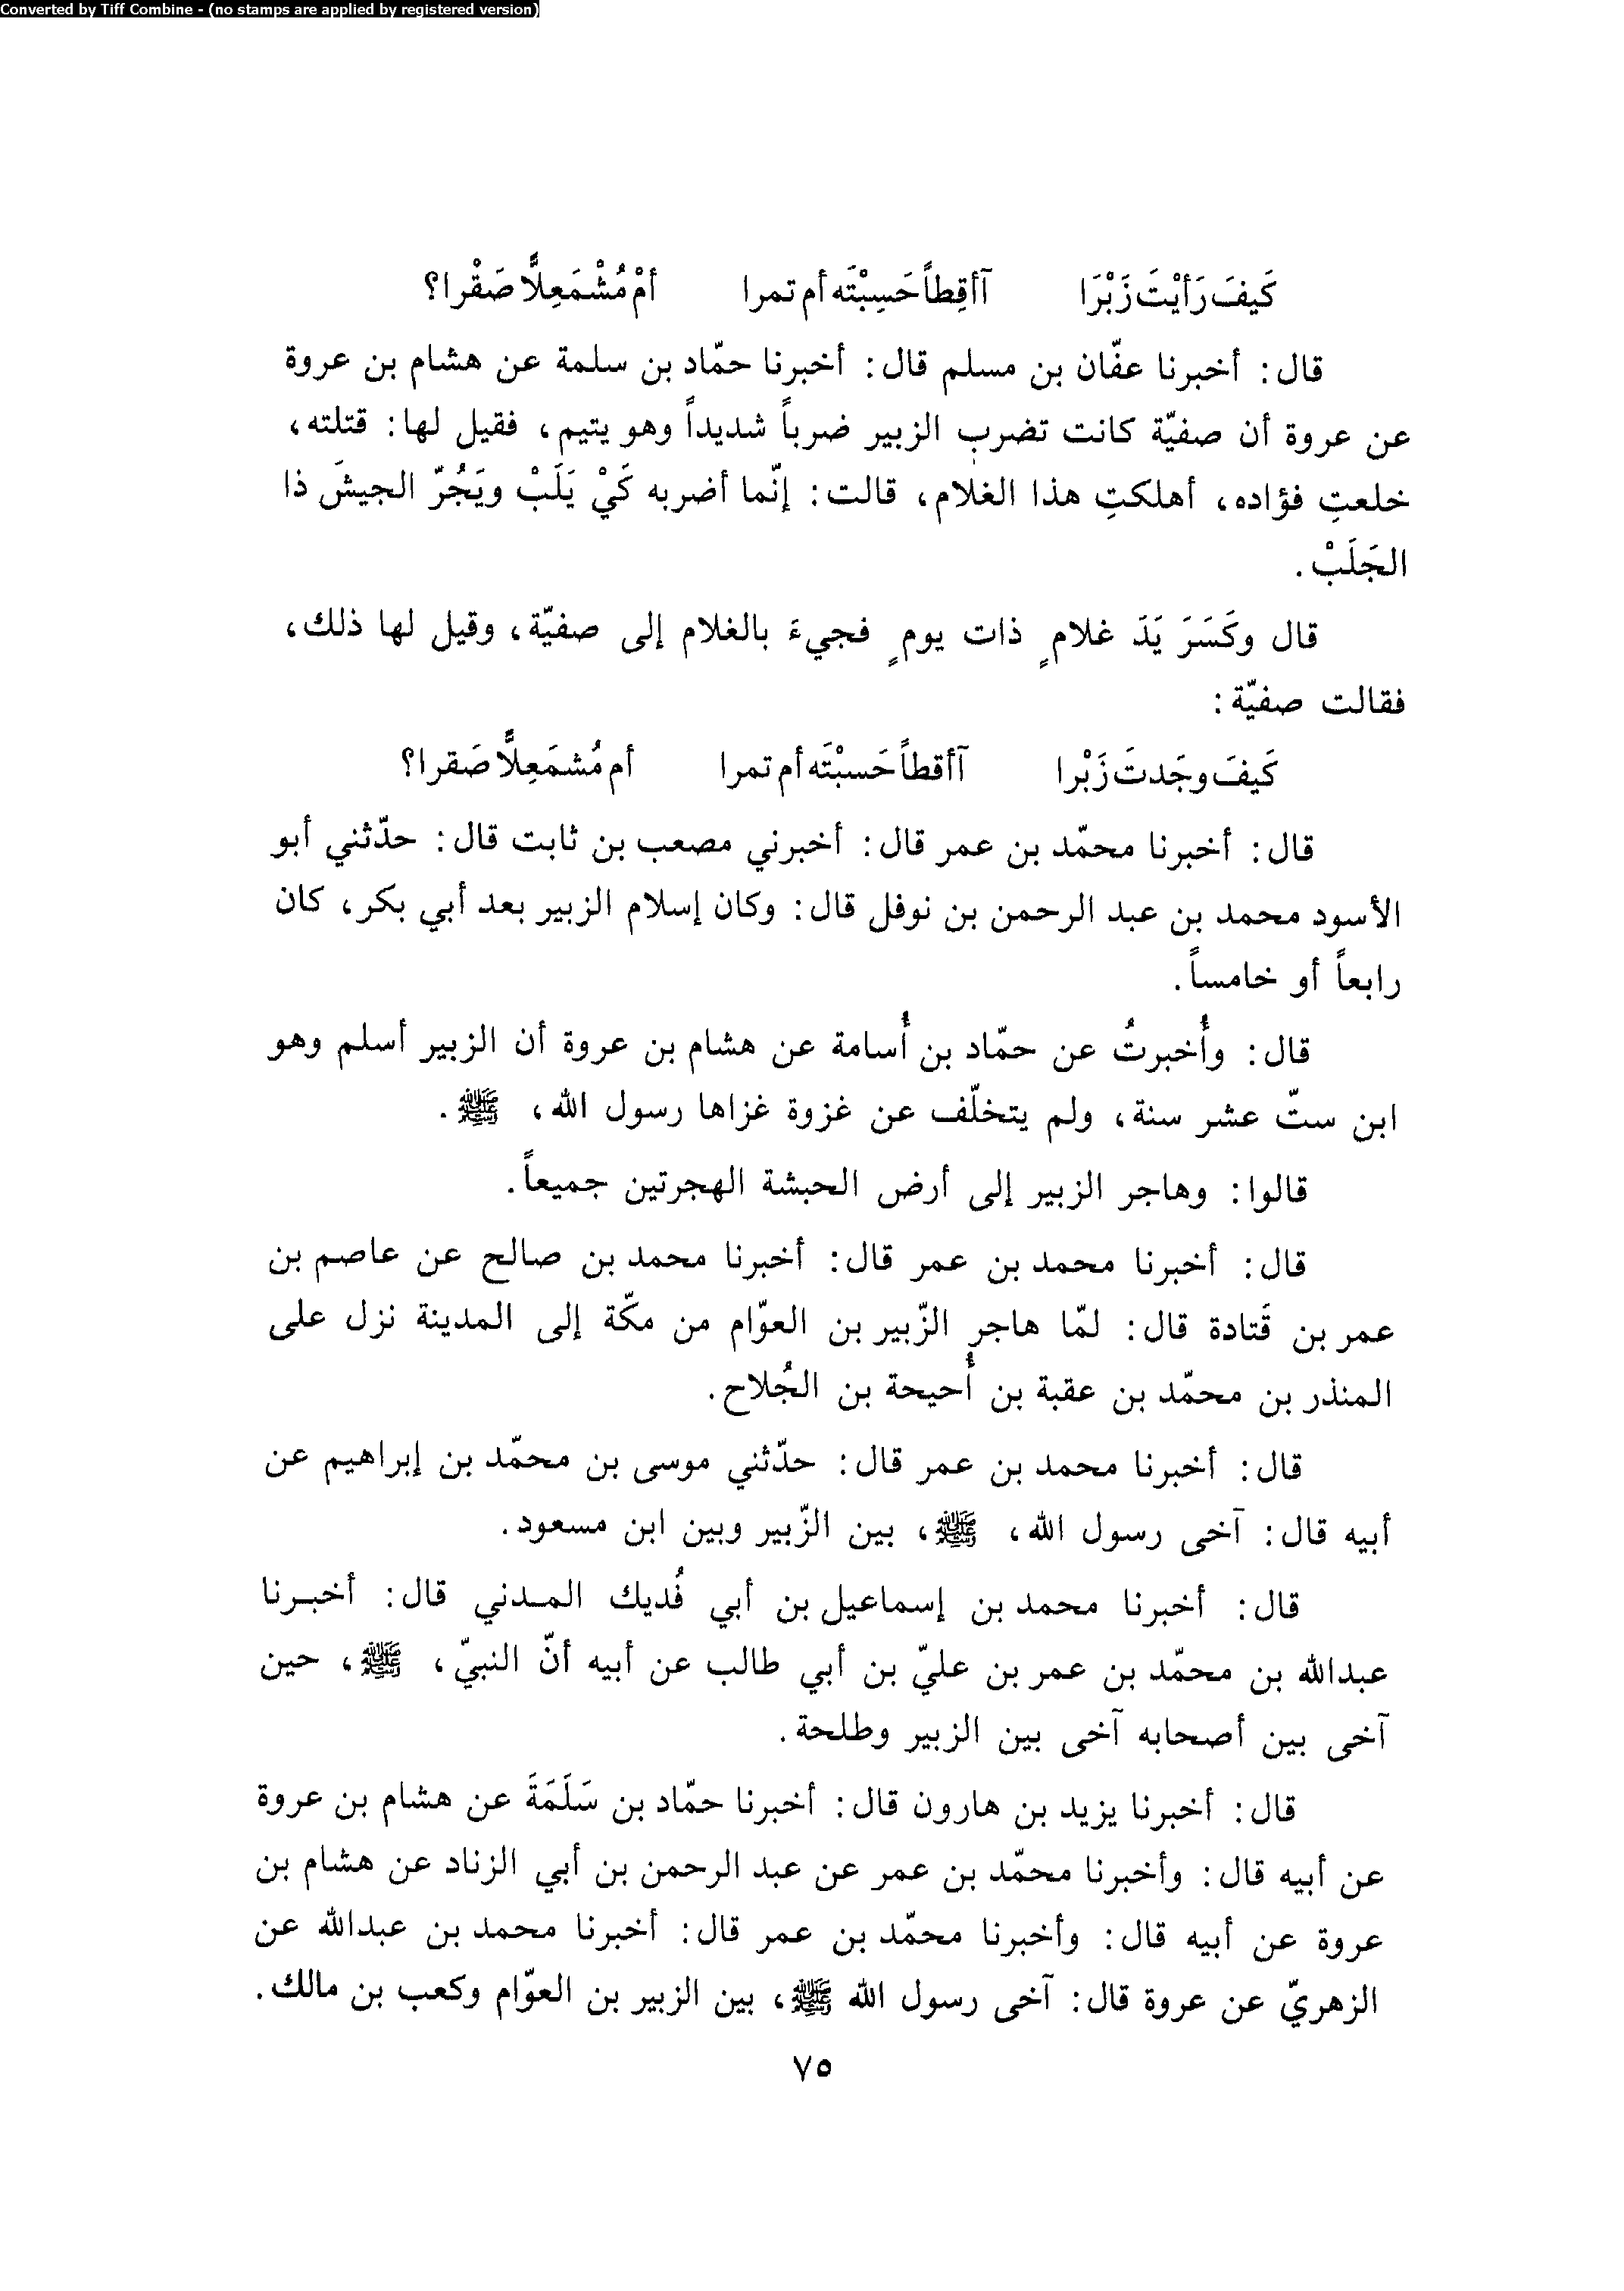 Converted by Tiff Combine - (no stamps are applied by registered version)
كَيفَ رَأيْتَ زَبْرَا آأقِطاً حَسِبْتَه أم تمرا أمْ مُشْمَعِلاًّ صَقْرا؟
قال: أخبرنا عفّان بن مسلم قال: أخبرنا حمّاد بن سلمة عن هشام بن عروة
عن عروة أن صفيّة كانت تضرب الزبير ضرباً شديداً وهو يتيم، فقيل لها: قتلته،
خلعتِ فؤاده، أهلكتِ هذا الغلام، قالت: إنّما أضربه كَيْ يَلَبْ ويَجُرّ الجيشَ ذا
الجَلَبْ.
قال وكَسَرَ يَدَ غلامٍ ذات يومٍ فجيءَ بالغلام إلى صفيّة، وقيل لها ذلك،
فقالت صفيّة:
كَيفَ وجَدتَ زَبْرا آأقطاً حَسبْتَه أم تمرا أم مُشمَعِلاًّ صَقرا؟
قال: أخبرنا محمّد بن عمر قال: أخبرني مصعب بن ثابت قال: حدّثني أبو
الأسود محمد بن عبد الرحمن بن نوفل قال: وكان إسلام الزبير بعد أبي بكر، كان
رابعاً أو خامساً.
قال: وأُخبرتُ عن حمّاد بن أُسامة عن هشام بن عروة أن الزبير أسلم وهو
ابن ستّ عشر سنة، ولم يتخلّف عن غزوة غزاها رسول الله، ﷺ.
قالوا: وهاجر الزبير إلى أرض الحبشة الهجرتين جميعاً.
قال: أخبرنا محمد بن عمر قال: أخبرنا محمد بن صالح عن عاصم بن
عمر بن قَتادة قال: لمّا هاجر الزّبير بن العوّام من مكّة إلى المدينة نزل على
المنذر بن محمّد بن عقبة بن أُحيحة بن الجُلاح.
قال: أخبرنا محمد بن عمر قال: حدّثني موسى بن محمّد بن إبراهيم عن
أبيه قال: آخى رسول الله، ﷺ، بين الزّبير وبين ابن مسعود.
قال: أخبرنا محمد بن إسماعيل بن أبي فُديك المدني قال: أخبرنا
عبدالله بن محمّد بن عمر بن عليّ بن أبي طالب عن أبيه أنّ النبيّ، ﷺ، حين
آخى بين أصحابه آخى بين الزبير وطلحة.
قال: أخبرنا يزيد بن هارون قال: أخبرنا حمّاد بن سَلَمَةَ عن هشام بن عروة
عن أبيه قال: وأخبرنا محمّد بن عمر عن عبد الرحمن بن أبي الزناد عن هشام بن
عروة عن أبيه قال: وأخبرنا محمّد بن عمر قال: أخبرنا محمد بن عبدالله عن
الزهريّ عن عروة قال: آخى رسول الله ﷺ، بين الزبير بن العوّام وكعب بن مالك.
٧٥